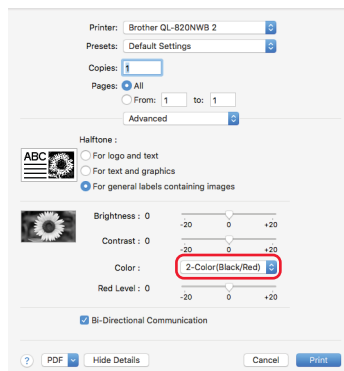 Printer: Brother QL-820NWB 2
Presets: Default Settings
Copies: 1
Pages: All
From: 1 to: 1
Advanced
Halftone :
ABC
For logo and text
For text and graphics
For general labels containing images
Brightness : 0
-20 0 +20
Contrast : 0
-20 0 +20
Color : 2-Color(Black/Red)
Red Level : 0
-20 0 +20
Bi-Directional Communication
? PDF Hide Details Cancel Print